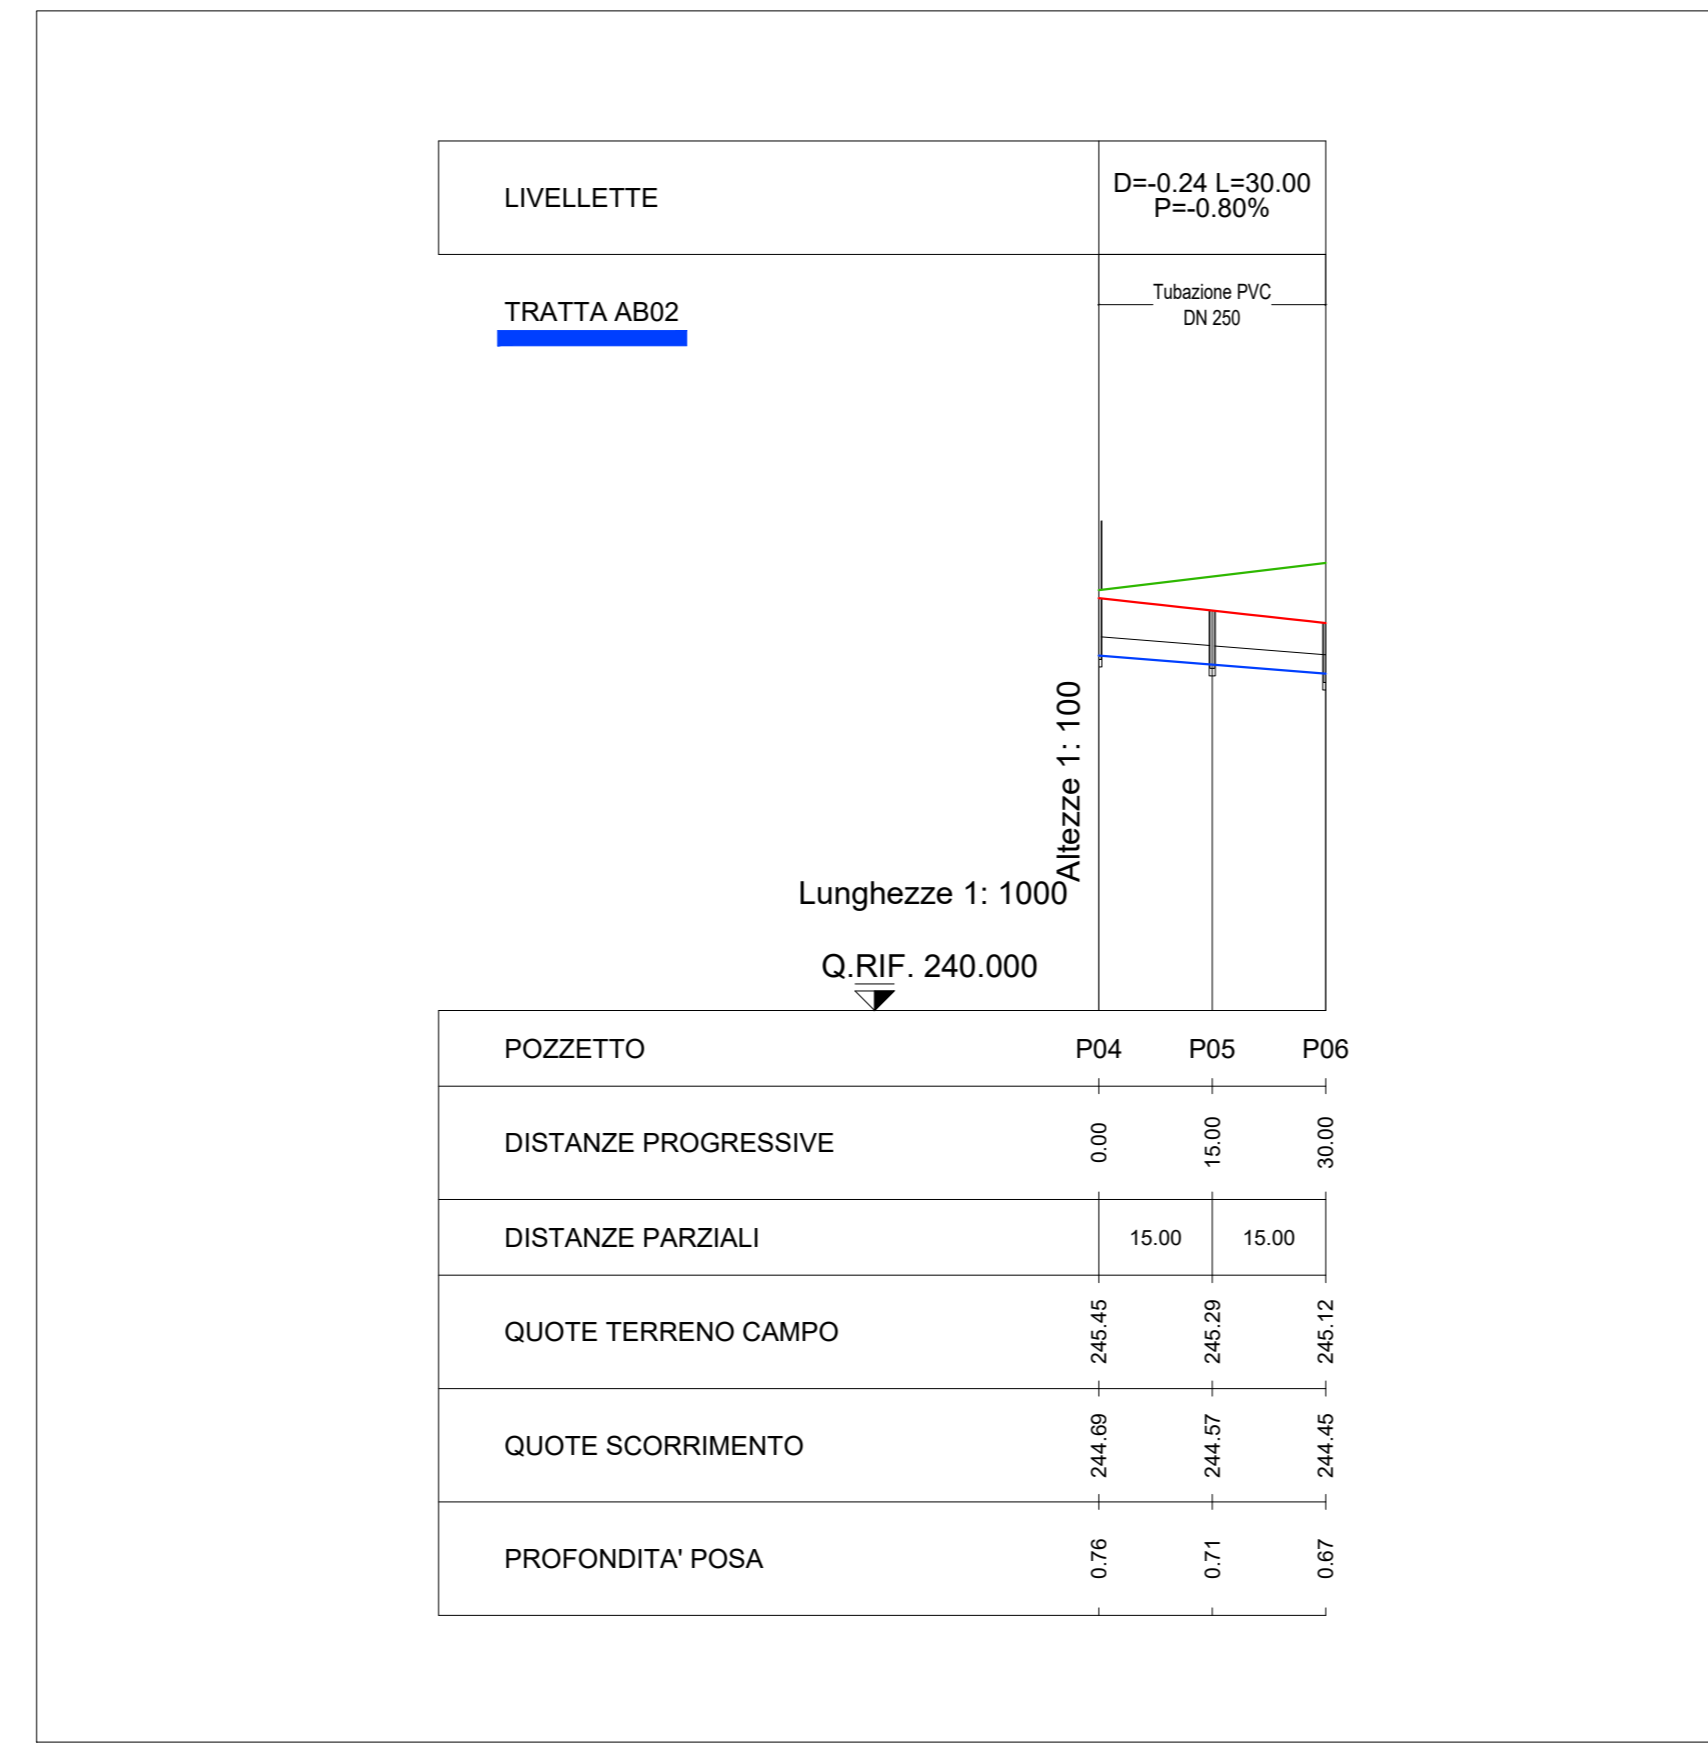 LIVELLETTE
D=-0.24 L=30.00
P=-0.80%
TRATTA AB02
Tubazione PVC
DN 250
Altezze 1: 100
Lunghezze 1: 1000
Q.RIF. 240.000
POZZETTO P04 P05 P06
DISTANZE PROGRESSIVE 0.00 15.00 30.00
DISTANZE PARZIALI 15.00 15.00
QUOTE TERRENO CAMPO 245.45 245.29 245.12
QUOTE SCORRIMENTO 244.69 244.57 244.45
PROFONDITA' POSA 0.76 0.71 0.67